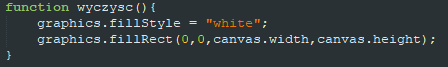 function wyczysc(){
    graphics.fillStyle = "white";
    graphics.fillRect(0,0,canvas.width,canvas.height);
}